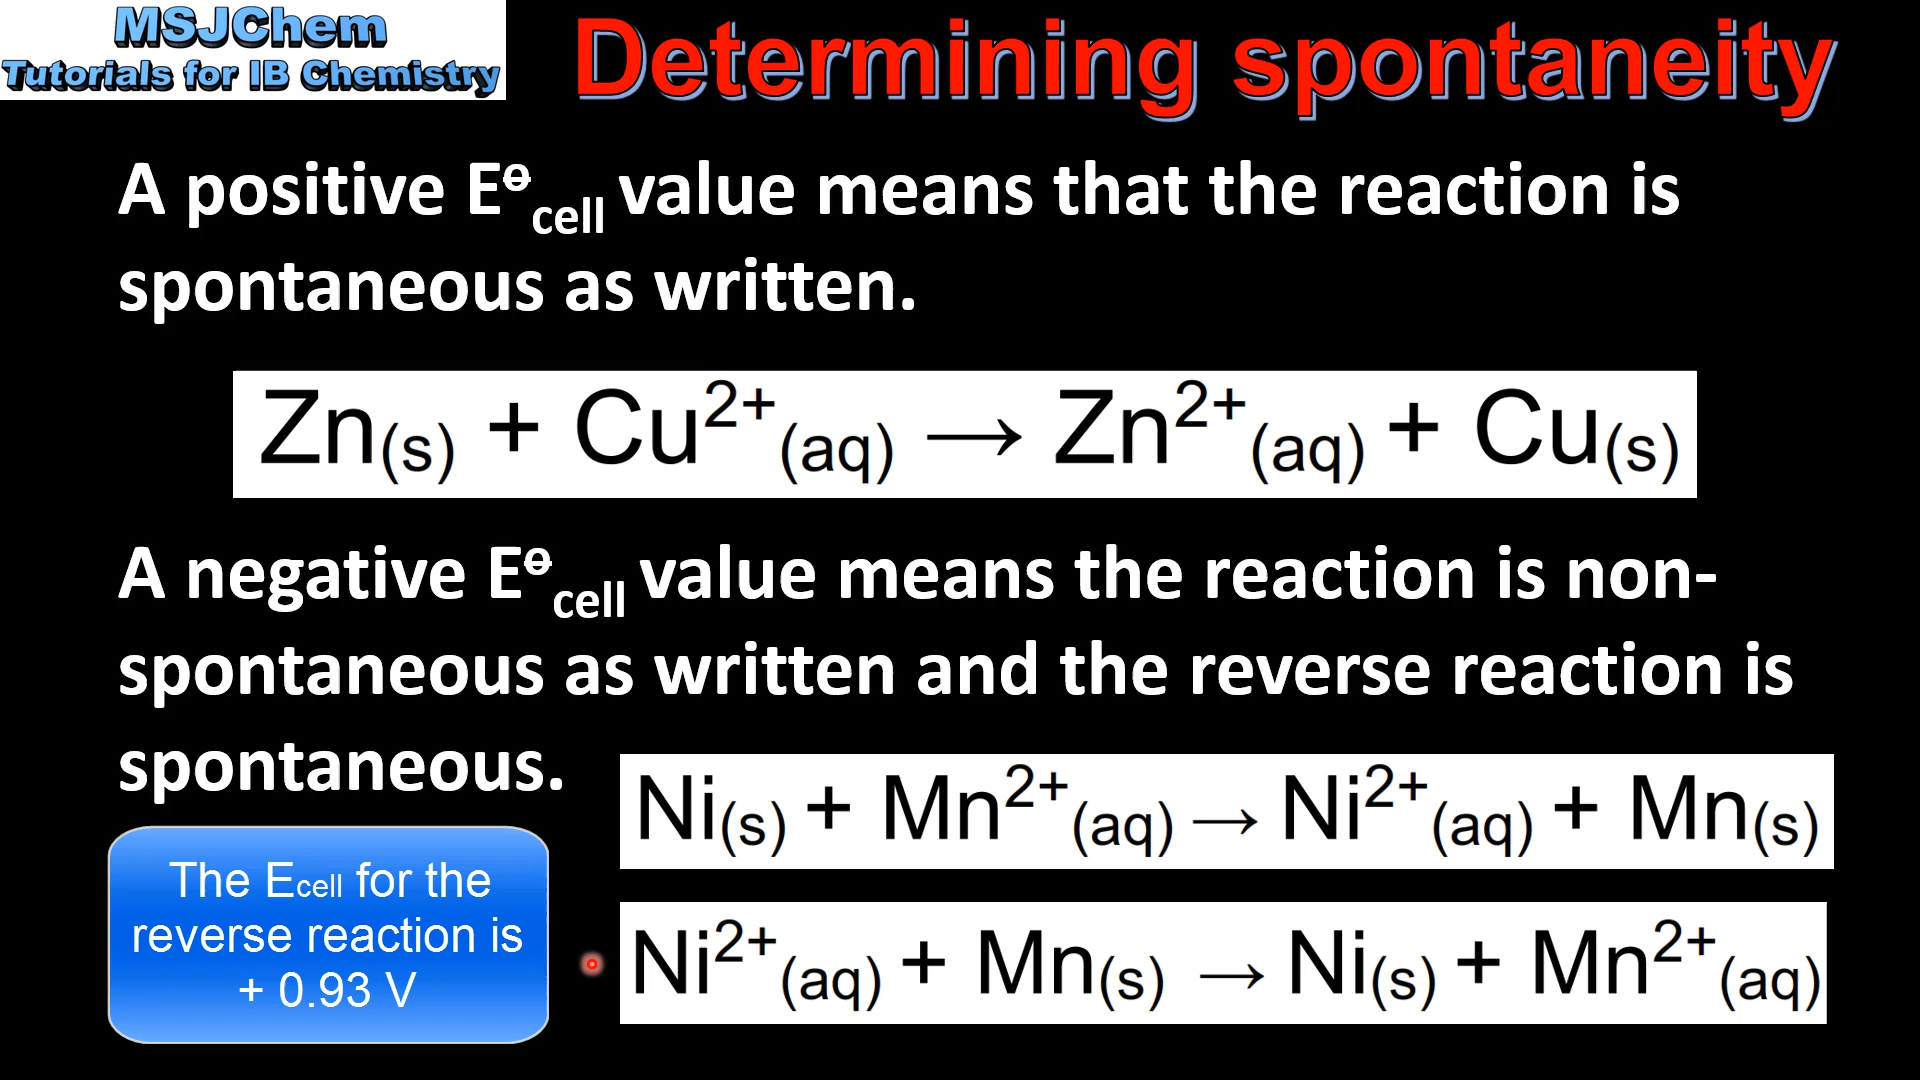 MSJChem
Tutorials for IB Chemistry
Determining spontaneity
A positive E⦵cell value means that the reaction is
spontaneous as written.
Zn(s) + Cu²⁺(aq) → Zn²⁺(aq) + Cu(s)
A negative E⦵cell value means the reaction is non-
spontaneous as written and the reverse reaction is
spontaneous.
Ni(s) + Mn²⁺(aq) → Ni²⁺(aq) + Mn(s)
The Ecell for the
reverse reaction is
+ 0.93 V
Ni²⁺(aq) + Mn(s) → Ni(s) + Mn²⁺(aq)